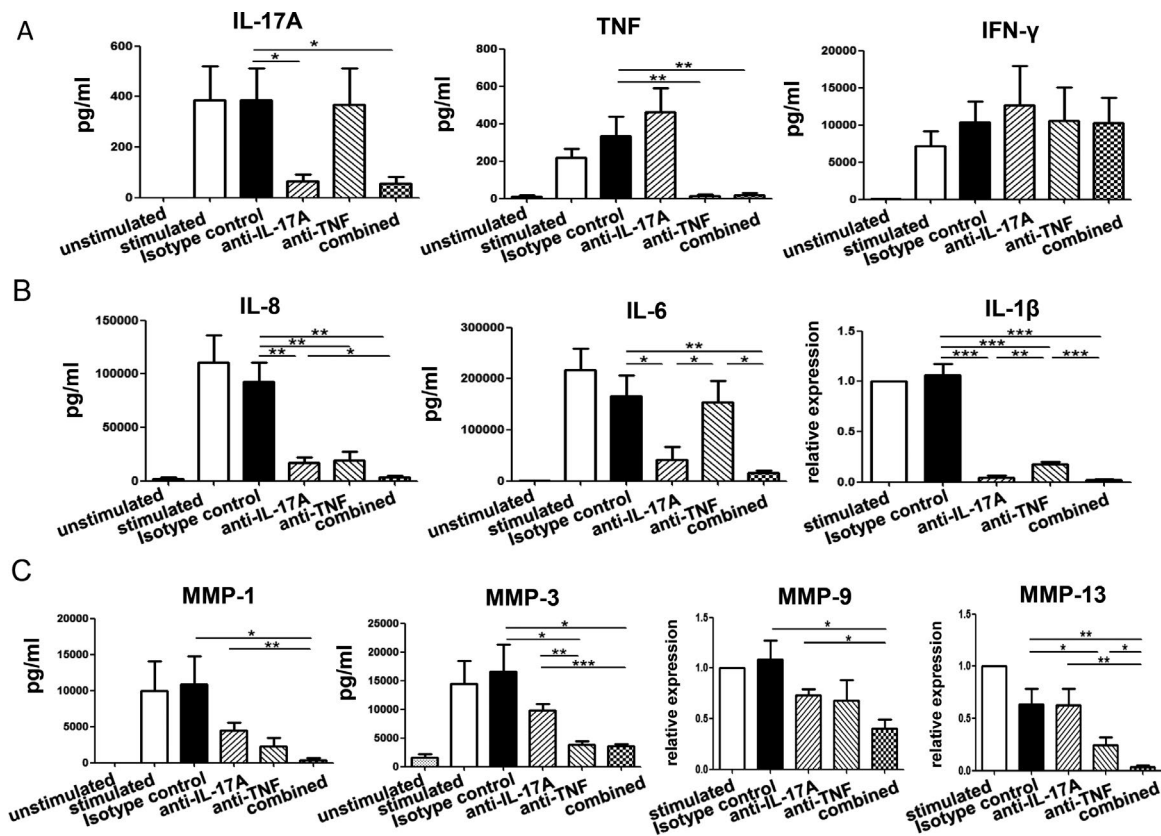 A
IL-17A
pg/ml
600
400
200
0
*
*
unstimulated
stimulated
Isotype control
anti-IL-17A
anti-TNF
combined
TNF
pg/ml
800
600
400
200
0
**
**
unstimulated
stimulated
Isotype control
anti-IL-17A
anti-TNF
combined
IFN-γ
pg/ml
20000
15000
10000
5000
0
unstimulated
stimulated
Isotype control
anti-IL-17A
anti-TNF
combined
B
IL-8
pg/ml
150000
100000
50000
0
**
**
** *
unstimulated
stimulated
Isotype control
anti-IL-17A
anti-TNF
combined
IL-6
pg/ml
300000
200000
100000
0
**
* * *
unstimulated
stimulated
Isotype control
anti-IL-17A
anti-TNF
combined
IL-1β
relative expression
1.5
1.0
0.5
0.0
***
***
*** ** ***
stimulated
Isotype control
anti-IL-17A
anti-TNF
combined
C
MMP-1
pg/ml
20000
15000
10000
5000
0
*
**
unstimulated
stimulated
Isotype control
anti-IL-17A
anti-TNF
combined
MMP-3
pg/ml
25000
20000
15000
10000
5000
0
*
*
**
***
unstimulated
stimulated
Isotype control
anti-IL-17A
anti-TNF
combined
MMP-9
relative expression
1.5
1.0
0.5
0.0
*
*
stimulated
Isotype control
anti-IL-17A
anti-TNF
combined
MMP-13
relative expression
1.5
1.0
0.5
0.0
**
* *
**
stimulated
Isotype control
anti-IL-17A
anti-TNF
combined